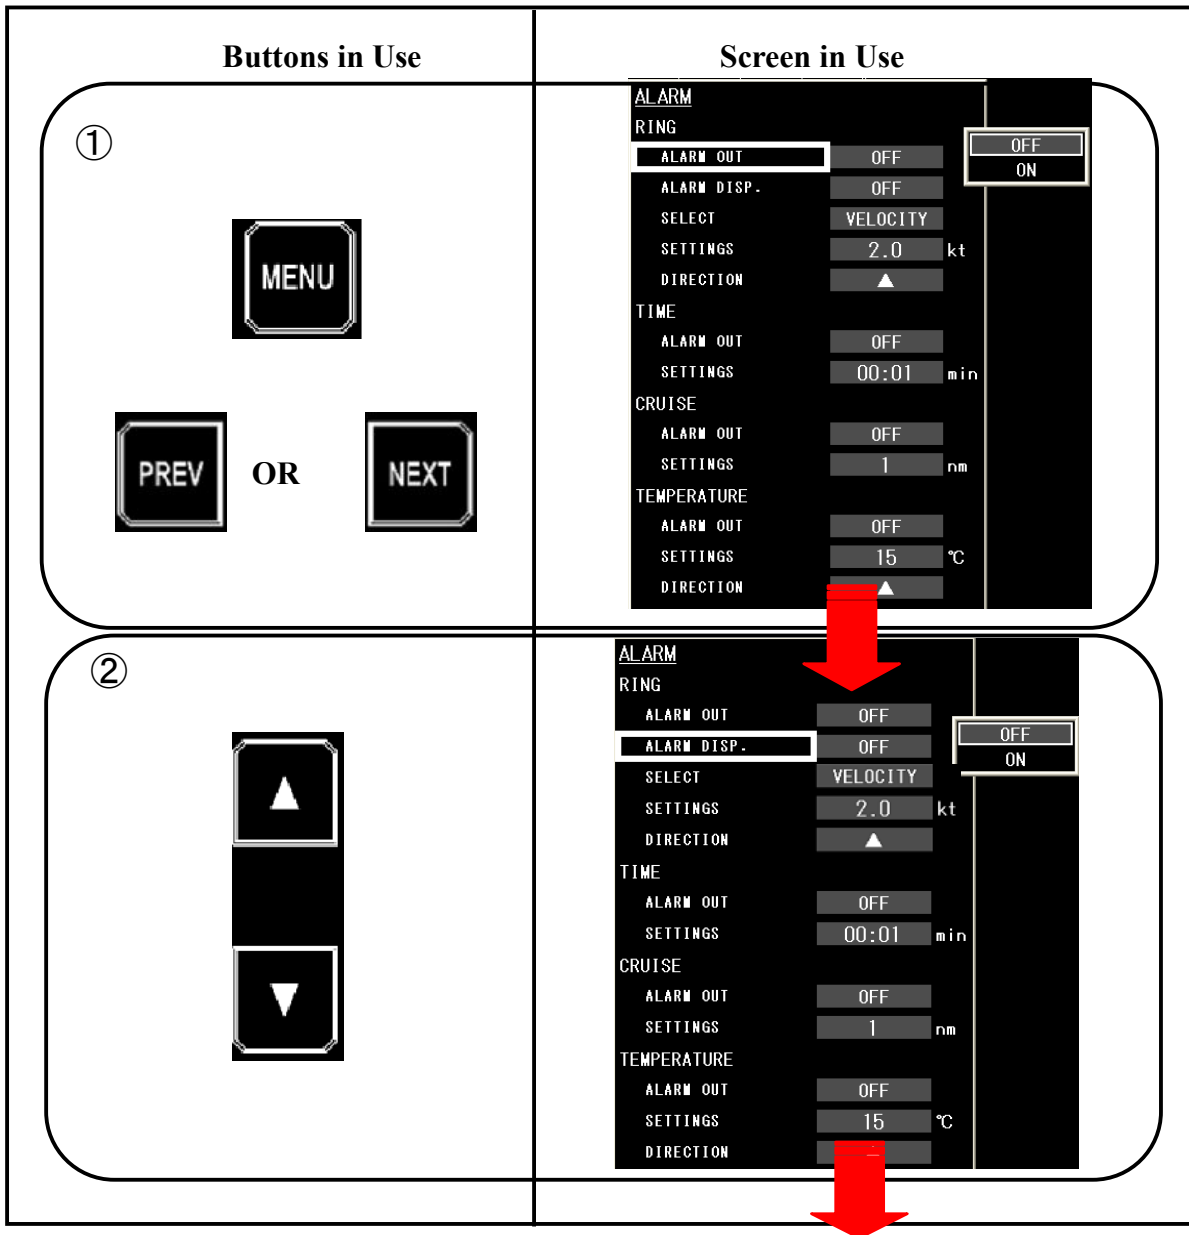 Buttons in Use
Screen in Use
①
MENU
PREV OR NEXT
ALARM
RING
ALARM OUT OFF
ALARM DISP. OFF
SELECT VELOCITY
SETTINGS 2.0 kt
DIRECTION ▲
TIME
ALARM OUT OFF
SETTINGS 00:01 min
CRUISE
ALARM OUT OFF
SETTINGS 1 nm
TEMPERATURE
ALARM OUT OFF
SETTINGS 15 ℃
DIRECTION ▲
OFF
ON
②
▲
▼
ALARM
RING
ALARM OUT OFF
ALARM DISP. OFF
SELECT VELOCITY
SETTINGS 2.0 kt
DIRECTION ▲
TIME
ALARM OUT OFF
SETTINGS 00:01 min
CRUISE
ALARM OUT OFF
SETTINGS 1 nm
TEMPERATURE
ALARM OUT OFF
SETTINGS 15 ℃
DIRECTION
OFF
ON